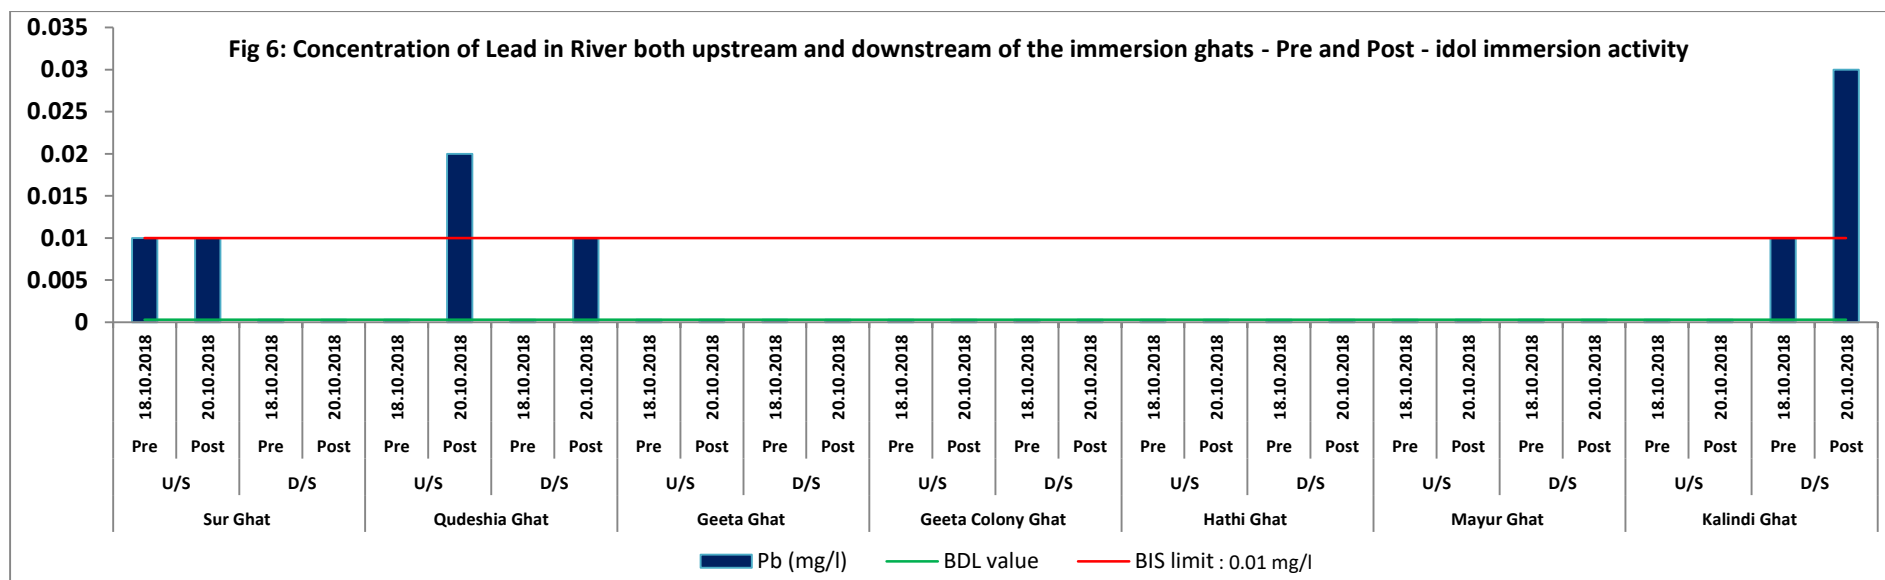 Fig 6: Concentration of Lead in River both upstream and downstream of the immersion ghats - Pre and Post - idol immersion activity
0.035
0.03
0.025
0.02
0.015
0.01
0.005
0
18.10.2018 20.10.2018 18.10.2018 20.10.2018 18.10.2018 20.10.2018 18.10.2018 20.10.2018 18.10.2018 20.10.2018 18.10.2018 20.10.2018 18.10.2018 20.10.2018 18.10.2018 20.10.2018 18.10.2018 20.10.2018 18.10.2018 20.10.2018 18.10.2018 20.10.2018 18.10.2018 20.10.2018 18.10.2018 20.10.2018 18.10.2018 20.10.2018
Pre Post Pre Post Pre Post Pre Post Pre Post Pre Post Pre Post Pre Post Pre Post Pre Post Pre Post Pre Post Pre Post Pre Post
U/S D/S U/S D/S U/S D/S U/S D/S U/S D/S U/S D/S U/S D/S
Sur Ghat Qudeshia Ghat Geeta Ghat Geeta Colony Ghat Hathi Ghat Mayur Ghat Kalindi Ghat
Pb (mg/l) BDL value BIS limit : 0.01 mg/l